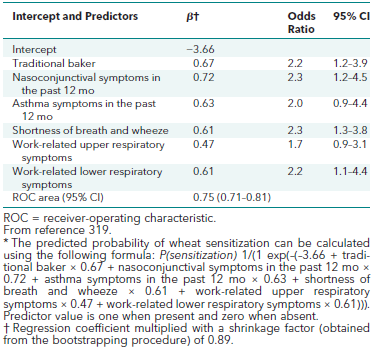 Intercept and Predictors β† Odds Ratio 95% CI
Intercept −3.66
Traditional baker 0.67 2.2 1.2-3.9
Nasoconjunctival symptoms in the past 12 mo 0.72 2.3 1.2-4.5
Asthma symptoms in the past 12 mo 0.63 2.0 0.9-4.4
Shortness of breath and wheeze 0.61 2.3 1.3-3.8
Work-related upper respiratory symptoms 0.47 1.7 0.9-3.1
Work-related lower respiratory symptoms 0.61 2.2 1.1-4.4
ROC area (95% CI) 0.75 (0.71-0.81)
ROC = receiver-operating characteristic.
From reference 319.
* The predicted probability of wheat sensitization can be calculated
using the following formula: P(sensitization) 1/(1 exp(-(-3.66 + tradi-
tional baker × 0.67 + nasoconjunctival symptoms in the past 12 mo ×
0.72 + asthma symptoms in the past 12 mo × 0.63 + shortness of
breath and wheeze × 0.61 + work-related upper respiratory
symptoms × 0.47 + work-related lower respiratory symptoms × 0.61))).
Predictor value is one when present and zero when absent.
† Regression coefficient multiplied with a shrinkage factor (obtained
from the bootstrapping procedure) of 0.89.